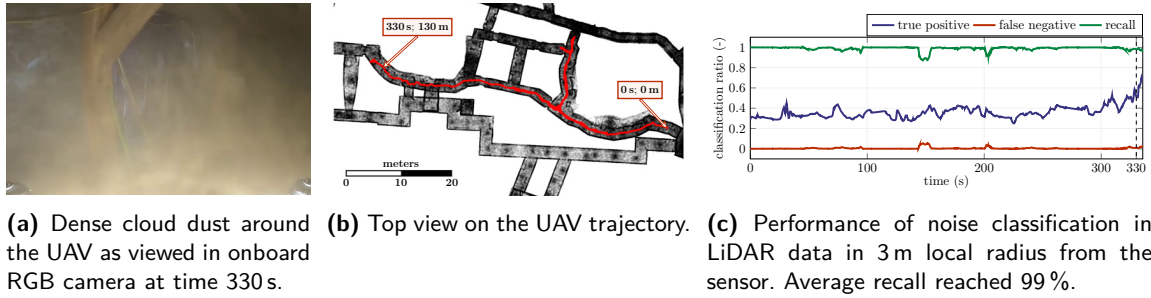 330 s; 130 m
0 s; 0 m
meters
0 10 20
true positive false negative recall
classification ratio (-)
1
0.8
0.6
0.4
0.2
0
0 100 200 300 330
time (s)
(a) Dense cloud dust around
the UAV as viewed in onboard
RGB camera at time 330 s.
(b) Top view on the UAV trajectory.
(c) Performance of noise classification in
LiDAR data in 3 m local radius from the
sensor. Average recall reached 99 %.